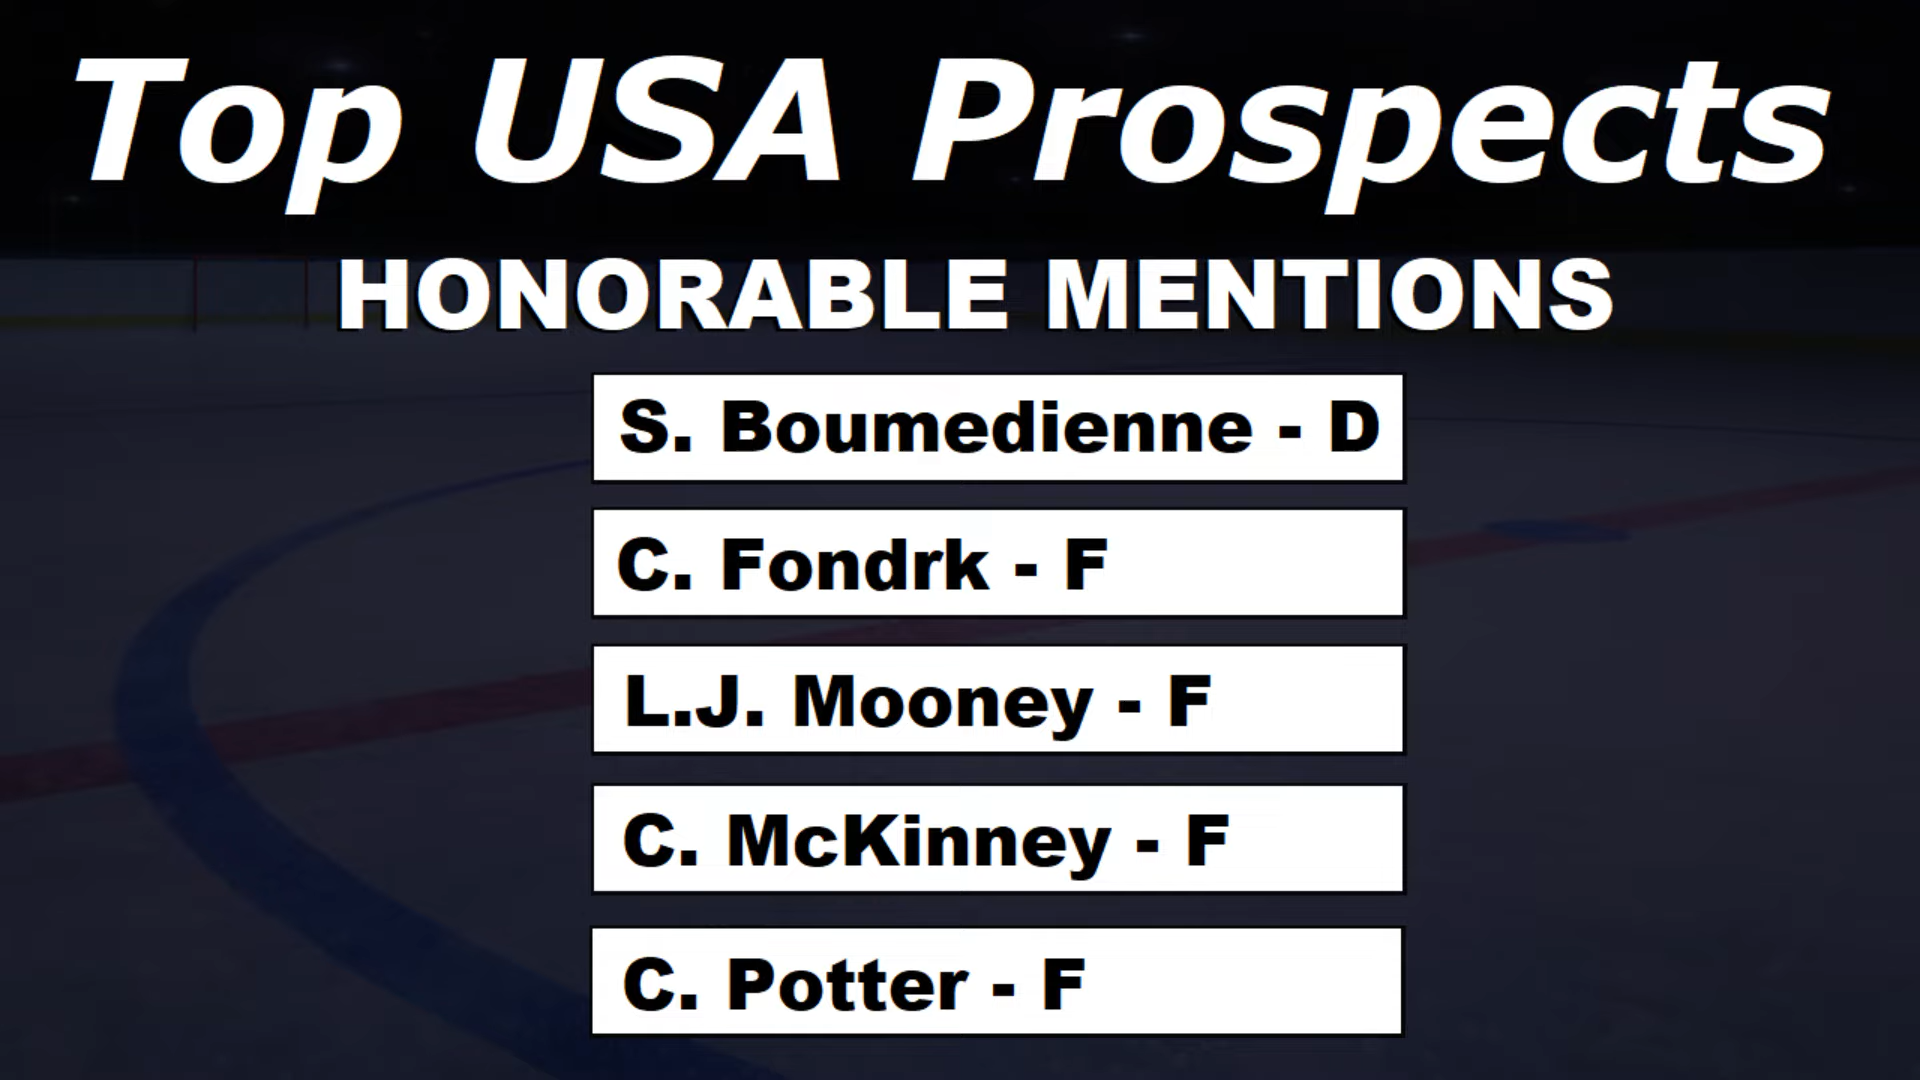 Top USA Prospects
HONORABLE MENTIONS
S. Boumedienne - D
C. Fondrk - F
L.J. Mooney - F
C. McKinney - F
C. Potter - F